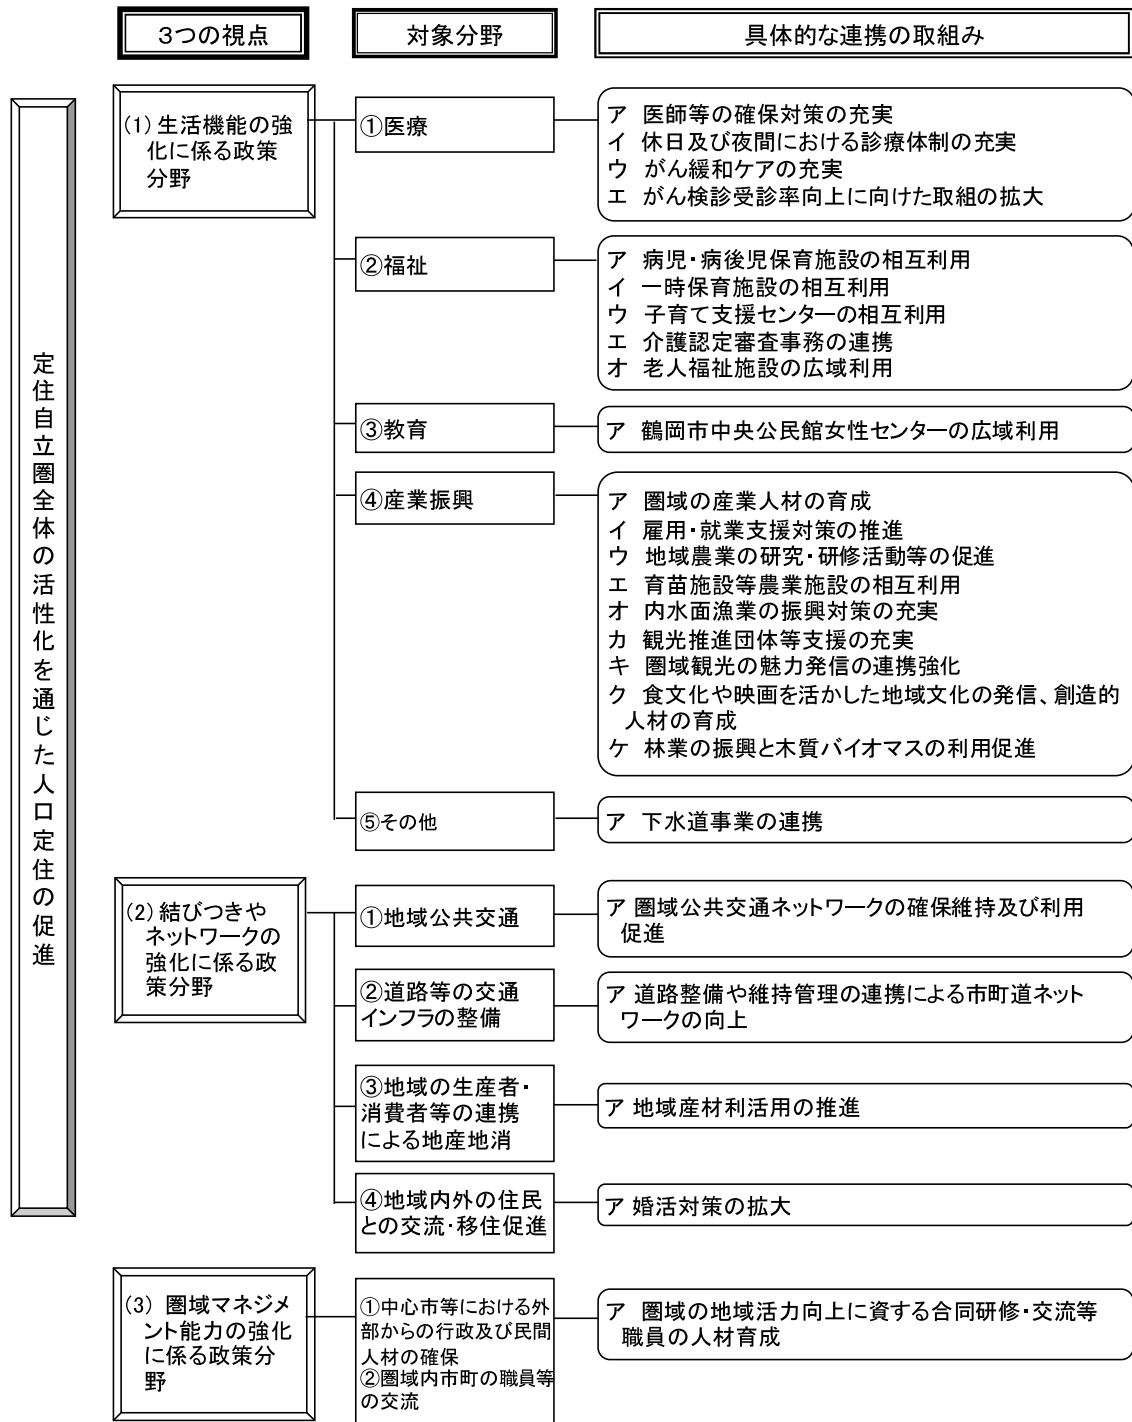 3つの視点
対象分野
具体的な連携の取組み
定住自立圏全体の活性化を通じた人口定住の促進
(1) 生活機能の強
化に係る政策
分野
①医療
ア 医師等の確保対策の充実
イ 休日及び夜間における診療体制の充実
ウ がん緩和ケアの充実
エ がん検診受診率向上に向けた取組の拡大
②福祉
ア 病児・病後児保育施設の相互利用
イ 一時保育施設の相互利用
ウ 子育て支援センターの相互利用
エ 介護認定審査事務の連携
オ 老人福祉施設の広域利用
③教育
ア 鶴岡市中央公民館女性センターの広域利用
④産業振興
ア 圏域の産業人材の育成
イ 雇用・就業支援対策の推進
ウ 地域農業の研究・研修活動等の促進
エ 育苗施設等農業施設の相互利用
オ 内水面漁業の振興対策の充実
カ 観光推進団体等支援の充実
キ 圏域観光の魅力発信の連携強化
ク 食文化や映画を活かした地域文化の発信、創造的
人材の育成
ケ 林業の振興と木質バイオマスの利用促進
⑤その他
ア 下水道事業の連携
(2) 結びつきや
ネットワークの
強化に係る政
策分野
①地域公共交通
ア 圏域公共交通ネットワークの確保維持及び利用
促進
②道路等の交通
インフラの整備
ア 道路整備や維持管理の連携による市町道ネット
ワークの向上
③地域の生産者・
消費者等の連携
による地産地消
ア 地域産材利活用の推進
④地域内外の住民
との交流・移住促進
ア 婚活対策の拡大
(3) 圏域マネジメ
ント能力の強化
に係る政策分
野
①中心市等における外
部からの行政及び民間
人材の確保
②圏域内市町の職員等
の交流
ア 圏域の地域活力向上に資する合同研修・交流等
職員の人材育成